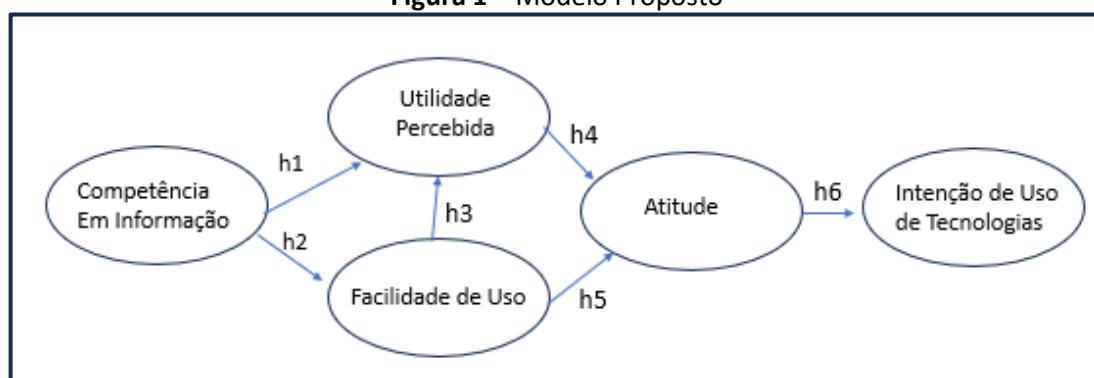 Figura 1 – Modelo Proposto
Utilidade
Percebida
h1
h4
Competência
Em Informação
h3
Atitude
h6
Intenção de Uso
de Tecnologias
h2
Facilidade de Uso
h5